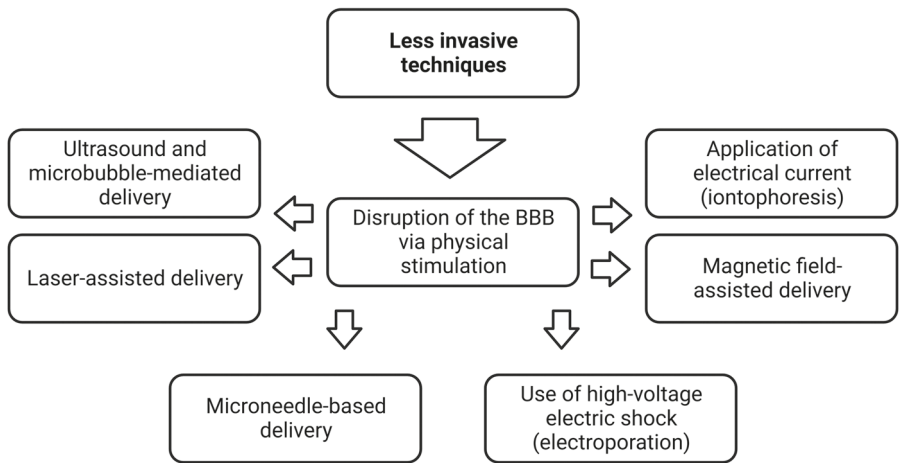 Less invasive
techniques
Ultrasound and
microbubble-mediated
delivery
Application of
electrical current
(iontophoresis)
Disruption of the BBB
via physical
stimulation
Laser-assisted delivery
Magnetic field-
assisted delivery
Microneedle-based
delivery
Use of high-voltage
electric shock
(electroporation)